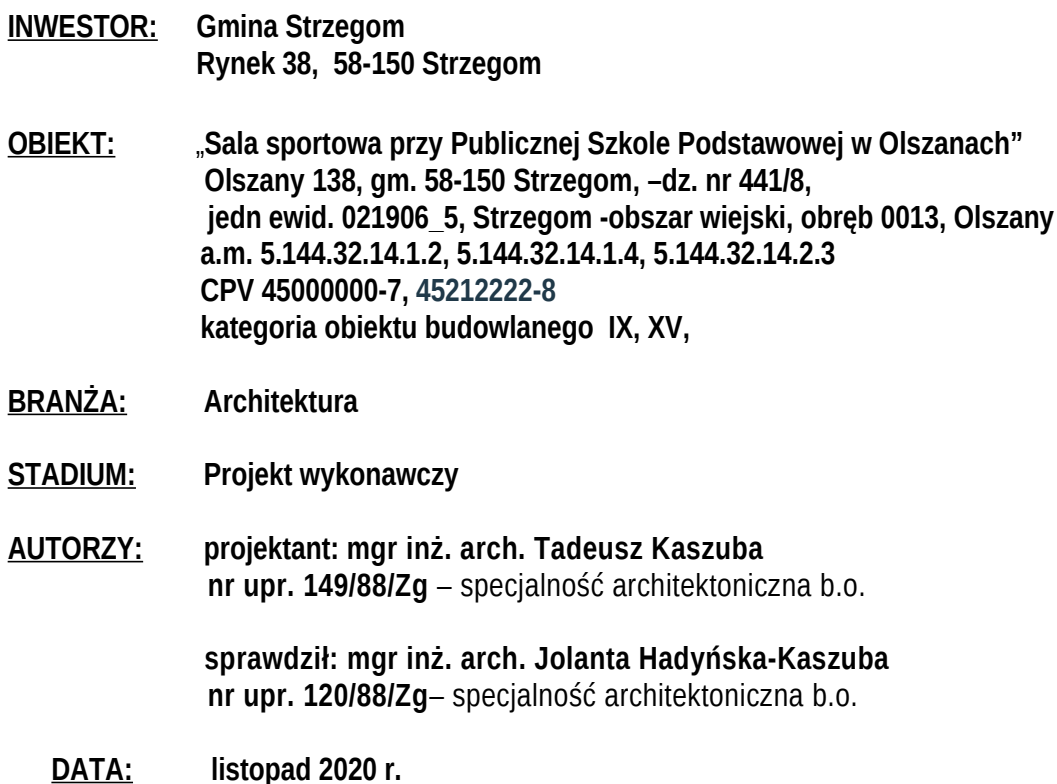 INWESTOR: Gmina Strzegom
Rynek 38, 58-150 Strzegom
OBIEKT: „Sala sportowa przy Publicznej Szkole Podstawowej w Olszanach”
Olszany 138, gm. 58-150 Strzegom, –dz. nr 441/8,
jedn ewid. 021906_5, Strzegom -obszar wiejski, obręb 0013, Olszany
a.m. 5.144.32.14.1.2, 5.144.32.14.1.4, 5.144.32.14.2.3
CPV 45000000-7, 45212222-8
kategoria obiektu budowlanego IX, XV,
BRANŻA: Architektura
STADIUM: Projekt wykonawczy
AUTORZY: projektant: mgr inż. arch. Tadeusz Kaszuba
nr upr. 149/88/Zg – specjalność architektoniczna b.o.
sprawdził: mgr inż. arch. Jolanta Hadyńska-Kaszuba
nr upr. 120/88/Zg– specjalność architektoniczna b.o.
DATA: listopad 2020 r.